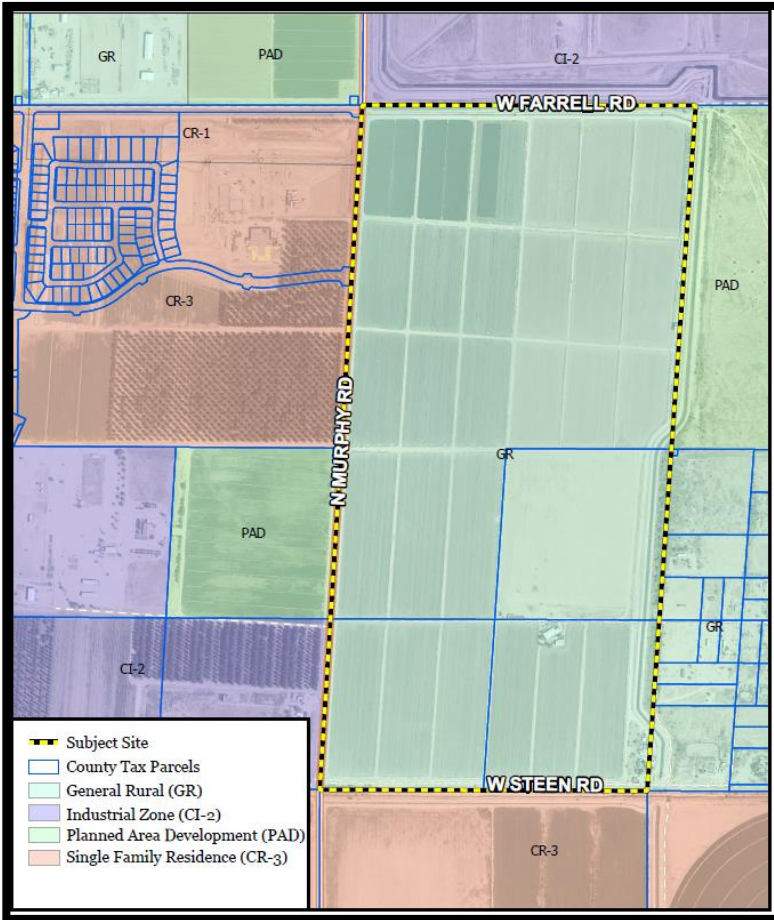 GR
PAD
CI-2
W FARRELL RD
CR-1
PAD
CR-3
N MURPHY RD
GR
PAD
GR
CI-2
W STEEN RD
CR-3
Subject Site
County Tax Parcels
General Rural (GR)
Industrial Zone (CI-2)
Planned Area Development (PAD)
Single Family Residence (CR-3)